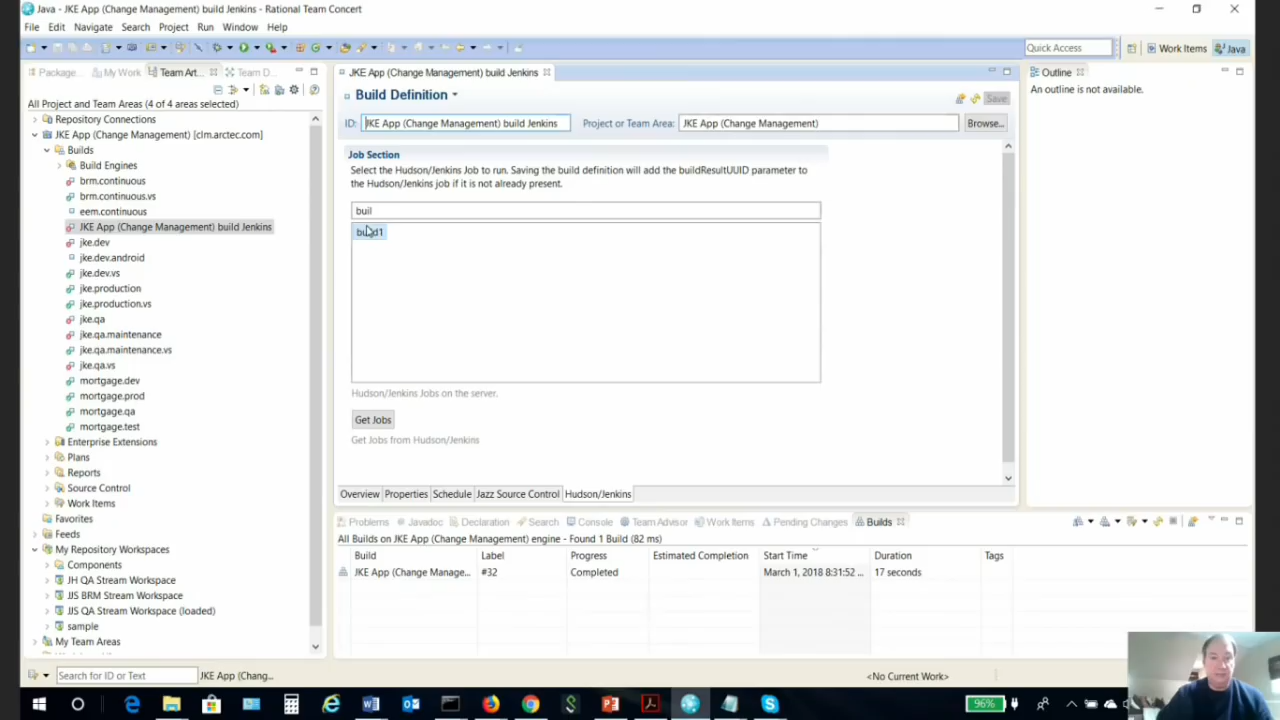 Java - JKE App (Change Management) build Jenkins - Rational Team Concert
File Edit Navigate Search Project Run Window Help
Quick Access
Work Items
Java
Package...
My Work
Team Art...
Team D...
JKE App (Change Management) build Jenkins
Outline
All Project and Team Areas (4 of 4 areas selected)
Repository Connections
JKE App (Change Management) [clm.arctec.com]
Builds
Build Engines
brm.continuous
brm.continuous.vs
eem.continuous
JKE App (Change Management) build Jenkins
jke.dev
jke.dev.android
jke.dev.vs
jke.production
jke.production.vs
jke.qa
jke.qa.maintenance
jke.qa.maintenance.vs
jke.qa.vs
mortgage.dev
mortgage.prod
mortgage.qa
mortgage.test
Enterprise Extensions
Plans
Reports
Source Control
Work Items
Favorites
Feeds
My Repository Workspaces
Components
JH QA Stream Workspace
JJS BRM Stream Workspace
JJS QA Stream Workspace (loaded)
sample
My Team Areas
Build Definition
Save
ID: JKE App (Change Management) build Jenkins Project or Team Area: JKE App (Change Management) Browse...
Job Section
Select the Hudson/Jenkins Job to run. Saving the build definition will add the buildResultUUID parameter to
the Hudson/Jenkins job if it is not already present.
buil
build1
Hudson/Jenkins Jobs on the server.
Get Jobs
Get Jobs from Hudson/Jenkins
Overview Properties Schedule Jazz Source Control Hudson/Jenkins
An outline is not available.
Problems Javadoc Declaration Search Console Team Advisor Work Items Pending Changes Builds
All Builds on JKE App (Change Management) engine - Found 1 Build (82 ms)
Build Label Progress Estimated Completion Start Time Duration Tags
JKE App (Change Manage... #32 Completed March 1, 2018 8:31:52 ... 17 seconds
Search for ID or Text
JKE App (Chang...
<No Current Work>
96%